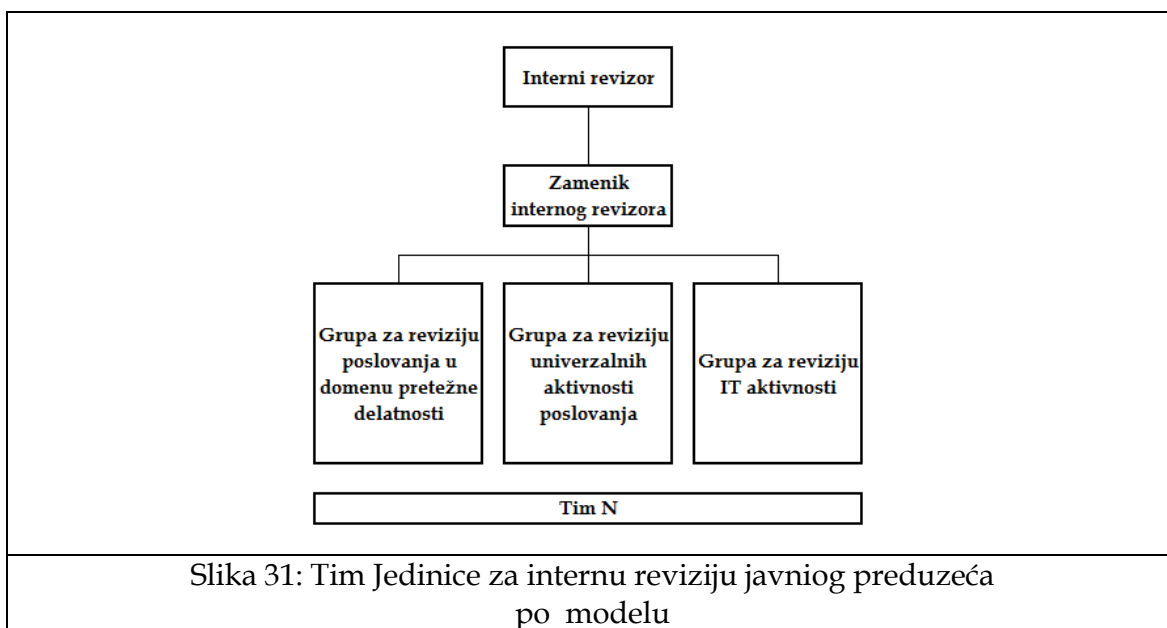 Interni revizor
Zamenik
internog revizora
Grupa za reviziju
poslovanja u
domenu pretežne
delatnosti
Grupa za reviziju
univerzalnih
aktivnosti
poslovanja
Grupa za reviziju
IT aktivnosti
Tim N
Slika 31: Tim Jedinice za internu reviziju javniog preduzeća
po modelu